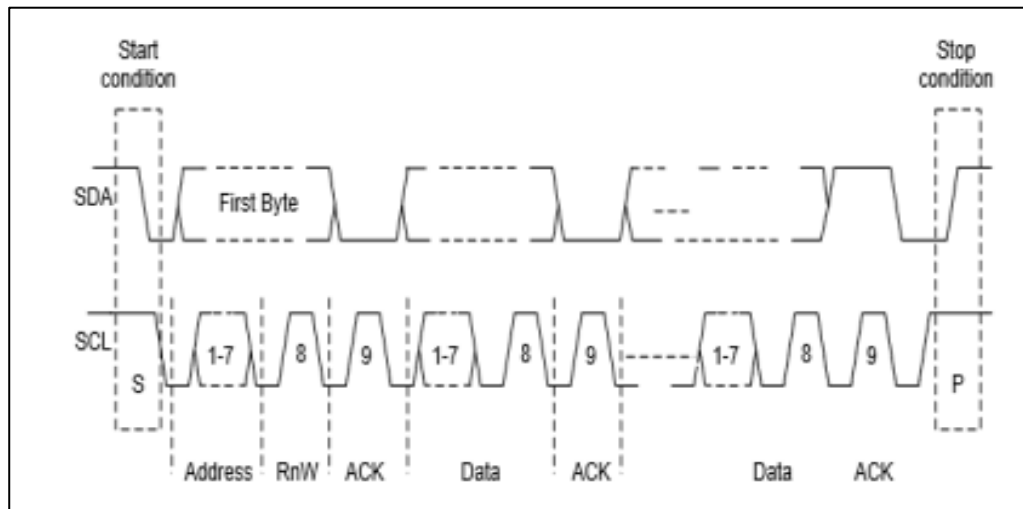 Start
condition
Stop
condition
SDA
First Byte
SCL
1-7
8
9
1-7
8
9
1-7
8
9
S
P
Address
RnW
ACK
Data
ACK
Data
ACK